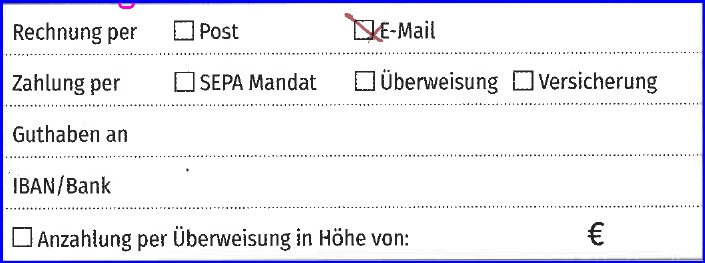 Rechnung per ☐ Post ☒ E-Mail
Zahlung per ☐ SEPA Mandat ☐ Überweisung ☐ Versicherung
Guthaben an
IBAN/Bank
☐ Anzahlung per Überweisung in Höhe von: €